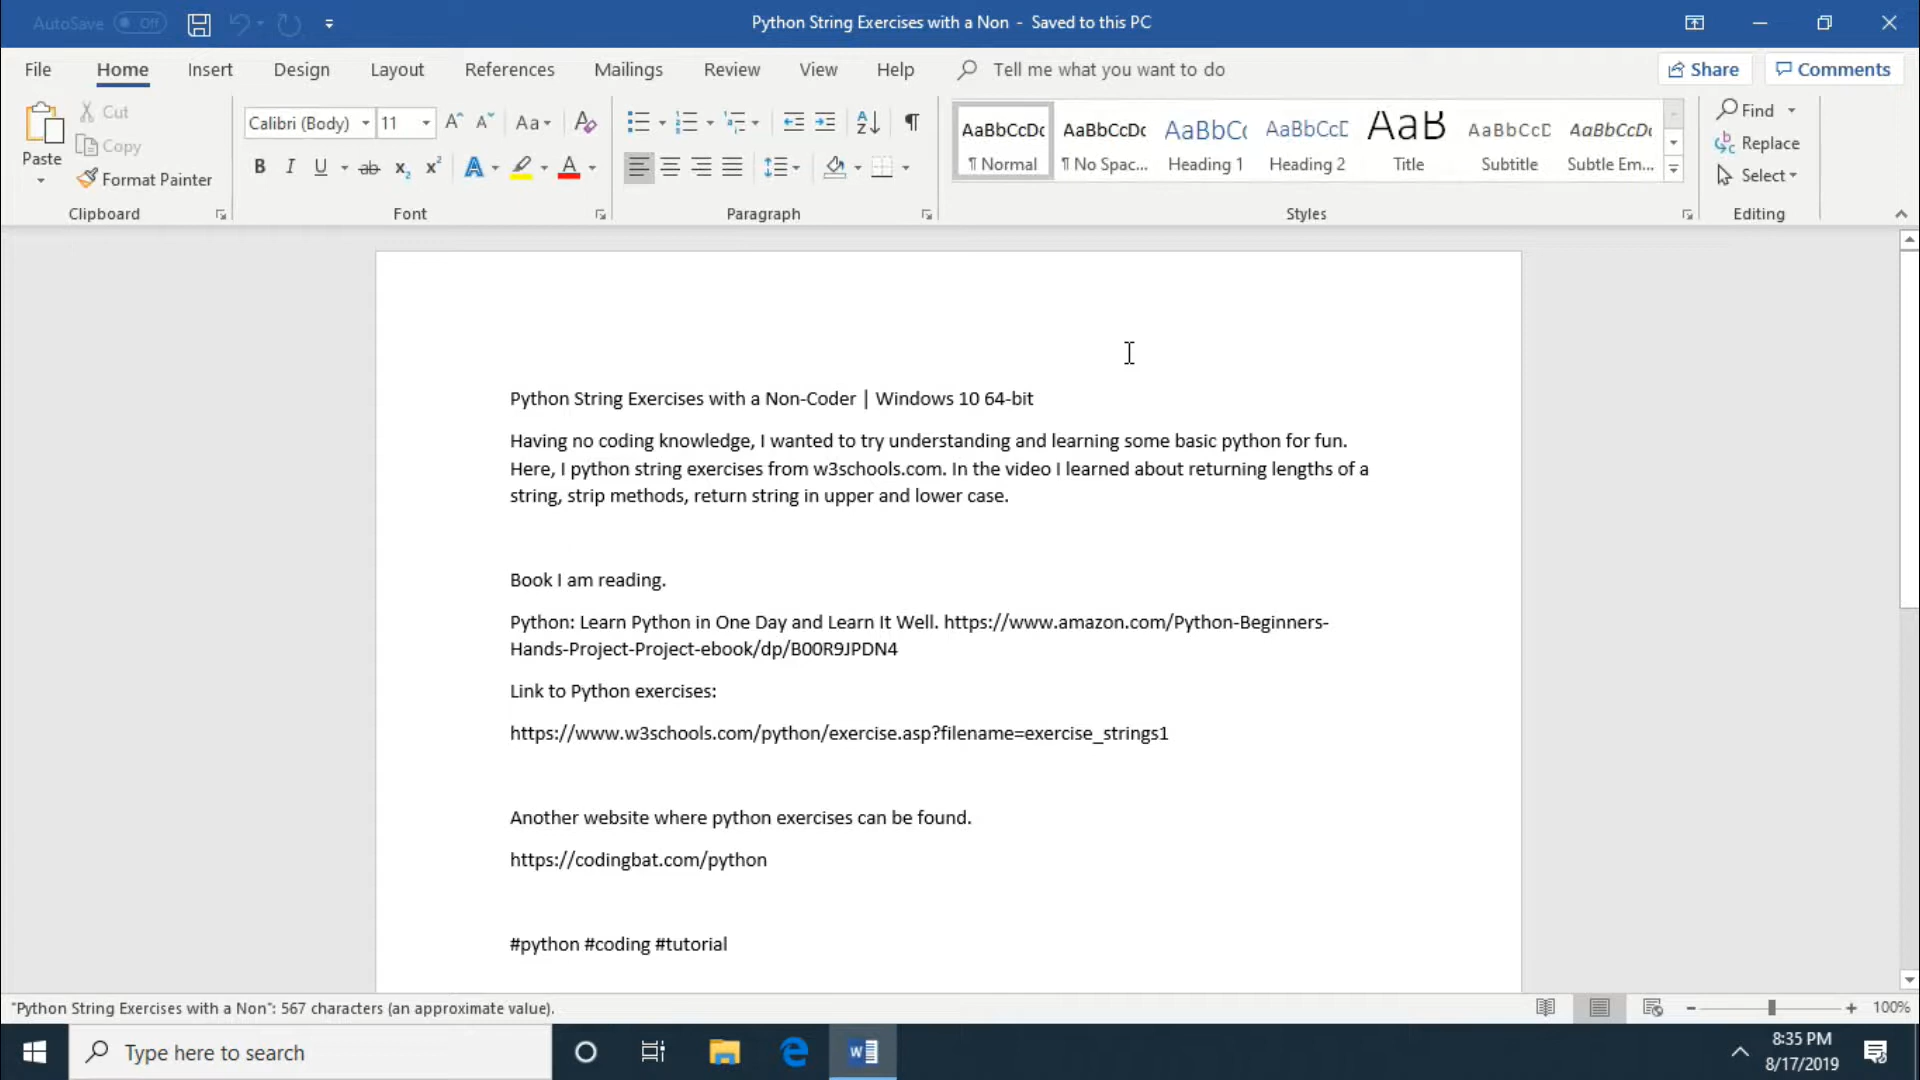 AutoSave Off
Python String Exercises with a Non - Saved to this PC
File Home Insert Design Layout References Mailings Review View Help Tell me what you want to do Share Comments
Paste
Cut
Copy
Format Painter
Clipboard
Calibri (Body) 11
Font
Paragraph
AaBbCcDc AaBbCcDc AaBbCc AaBbCcD AaB AaBbCcD AaBbCcDc
¶ Normal ¶ No Spac... Heading 1 Heading 2 Title Subtitle Subtle Em...
Styles
Find
Replace
Select
Editing
Python String Exercises with a Non-Coder | Windows 10 64-bit
Having no coding knowledge, I wanted to try understanding and learning some basic python for fun.
Here, I python string exercises from w3schools.com. In the video I learned about returning lengths of a
string, strip methods, return string in upper and lower case.
Book I am reading.
Python: Learn Python in One Day and Learn It Well. https://www.amazon.com/Python-Beginners-
Hands-Project-Project-ebook/dp/B00R9JPDN4
Link to Python exercises:
https://www.w3schools.com/python/exercise.asp?filename=exercise_strings1
Another website where python exercises can be found.
https://codingbat.com/python
#python #coding #tutorial
"Python String Exercises with a Non": 567 characters (an approximate value).
100%
Type here to search
8:35 PM
8/17/2019